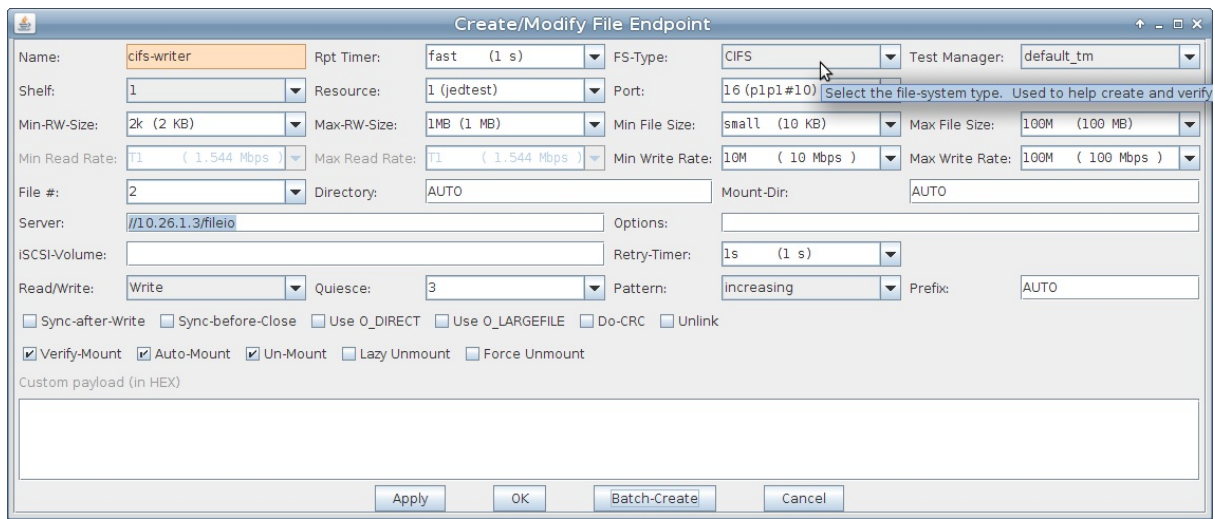 Create/Modify File Endpoint
Name: cifs-writer Rpt Timer: fast (1 s) FS-Type: CIFS Test Manager: default_tm
Shelf: 1 Resource: 1 (jedtest) Port: 16 (p1p1#10) Select the file-system type. Used to help create and verify
Min-RW-Size: 2k (2 KB) Max-RW-Size: 1MB (1 MB) Min File Size: small (10 KB) Max File Size: 100M (100 MB)
Min Read Rate: T1 ( 1.544 Mbps ) Max Read Rate: T1 ( 1.544 Mbps ) Min Write Rate: 10M ( 10 Mbps ) Max Write Rate: 100M ( 100 Mbps )
File #: 2 Directory: AUTO Mount-Dir: AUTO
Server: //10.26.1.3/fileio Options:
iSCSI-Volume: Retry-Timer: 1s (1 s)
Read/Write: Write Quiesce: 3 Pattern: increasing Prefix: AUTO
Sync-after-Write Sync-before-Close Use O_DIRECT Use O_LARGEFILE Do-CRC Unlink
Verify-Mount Auto-Mount Un-Mount Lazy Unmount Force Unmount
Custom payload (in HEX)
Apply OK Batch-Create Cancel